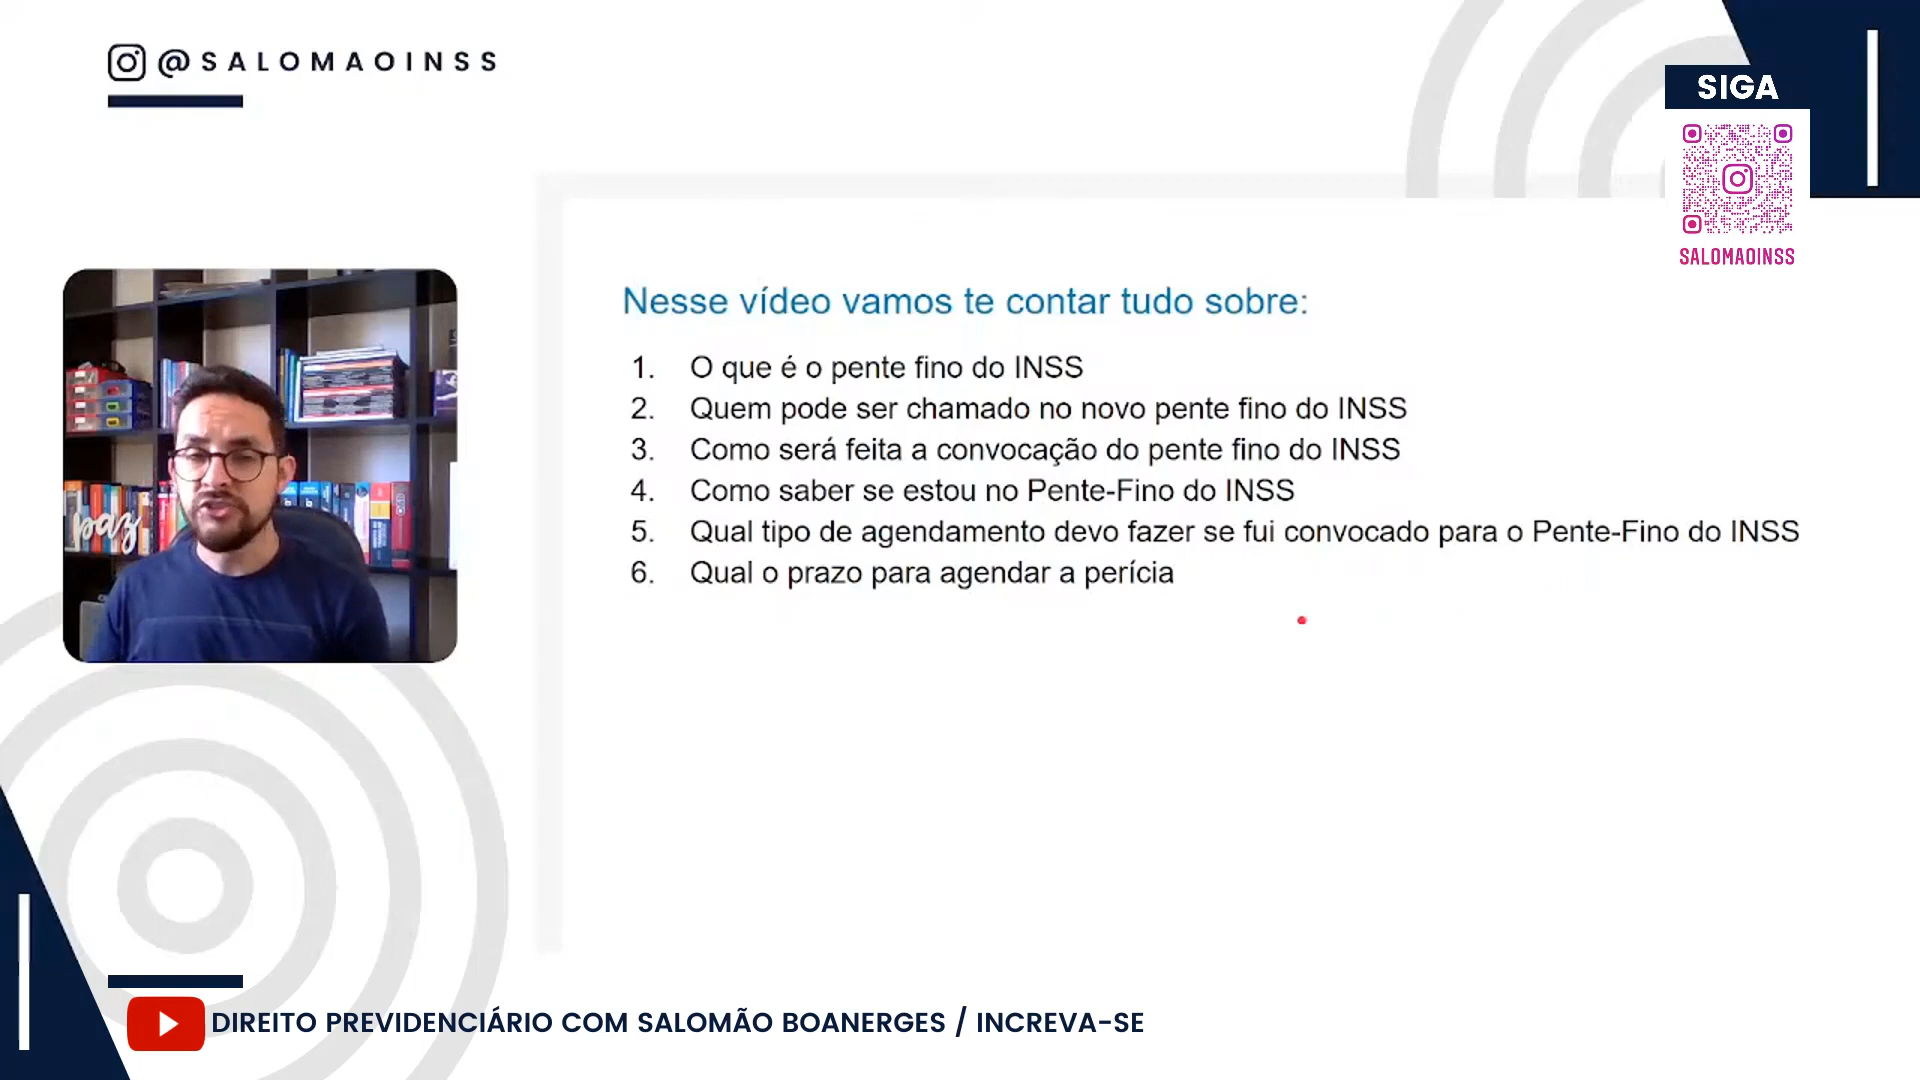 @SALOMAOINSS
SIGA
SALOMAOINSS
Nesse vídeo vamos te contar tudo sobre:
1. O que é o pente fino do INSS
2. Quem pode ser chamado no novo pente fino do INSS
3. Como será feita a convocação do pente fino do INSS
4. Como saber se estou no Pente-Fino do INSS
5. Qual tipo de agendamento devo fazer se fui convocado para o Pente-Fino do INSS
6. Qual o prazo para agendar a perícia
paz
DIREITO PREVIDENCIÁRIO COM SALOMÃO BOANERGES / INCREVA-SE